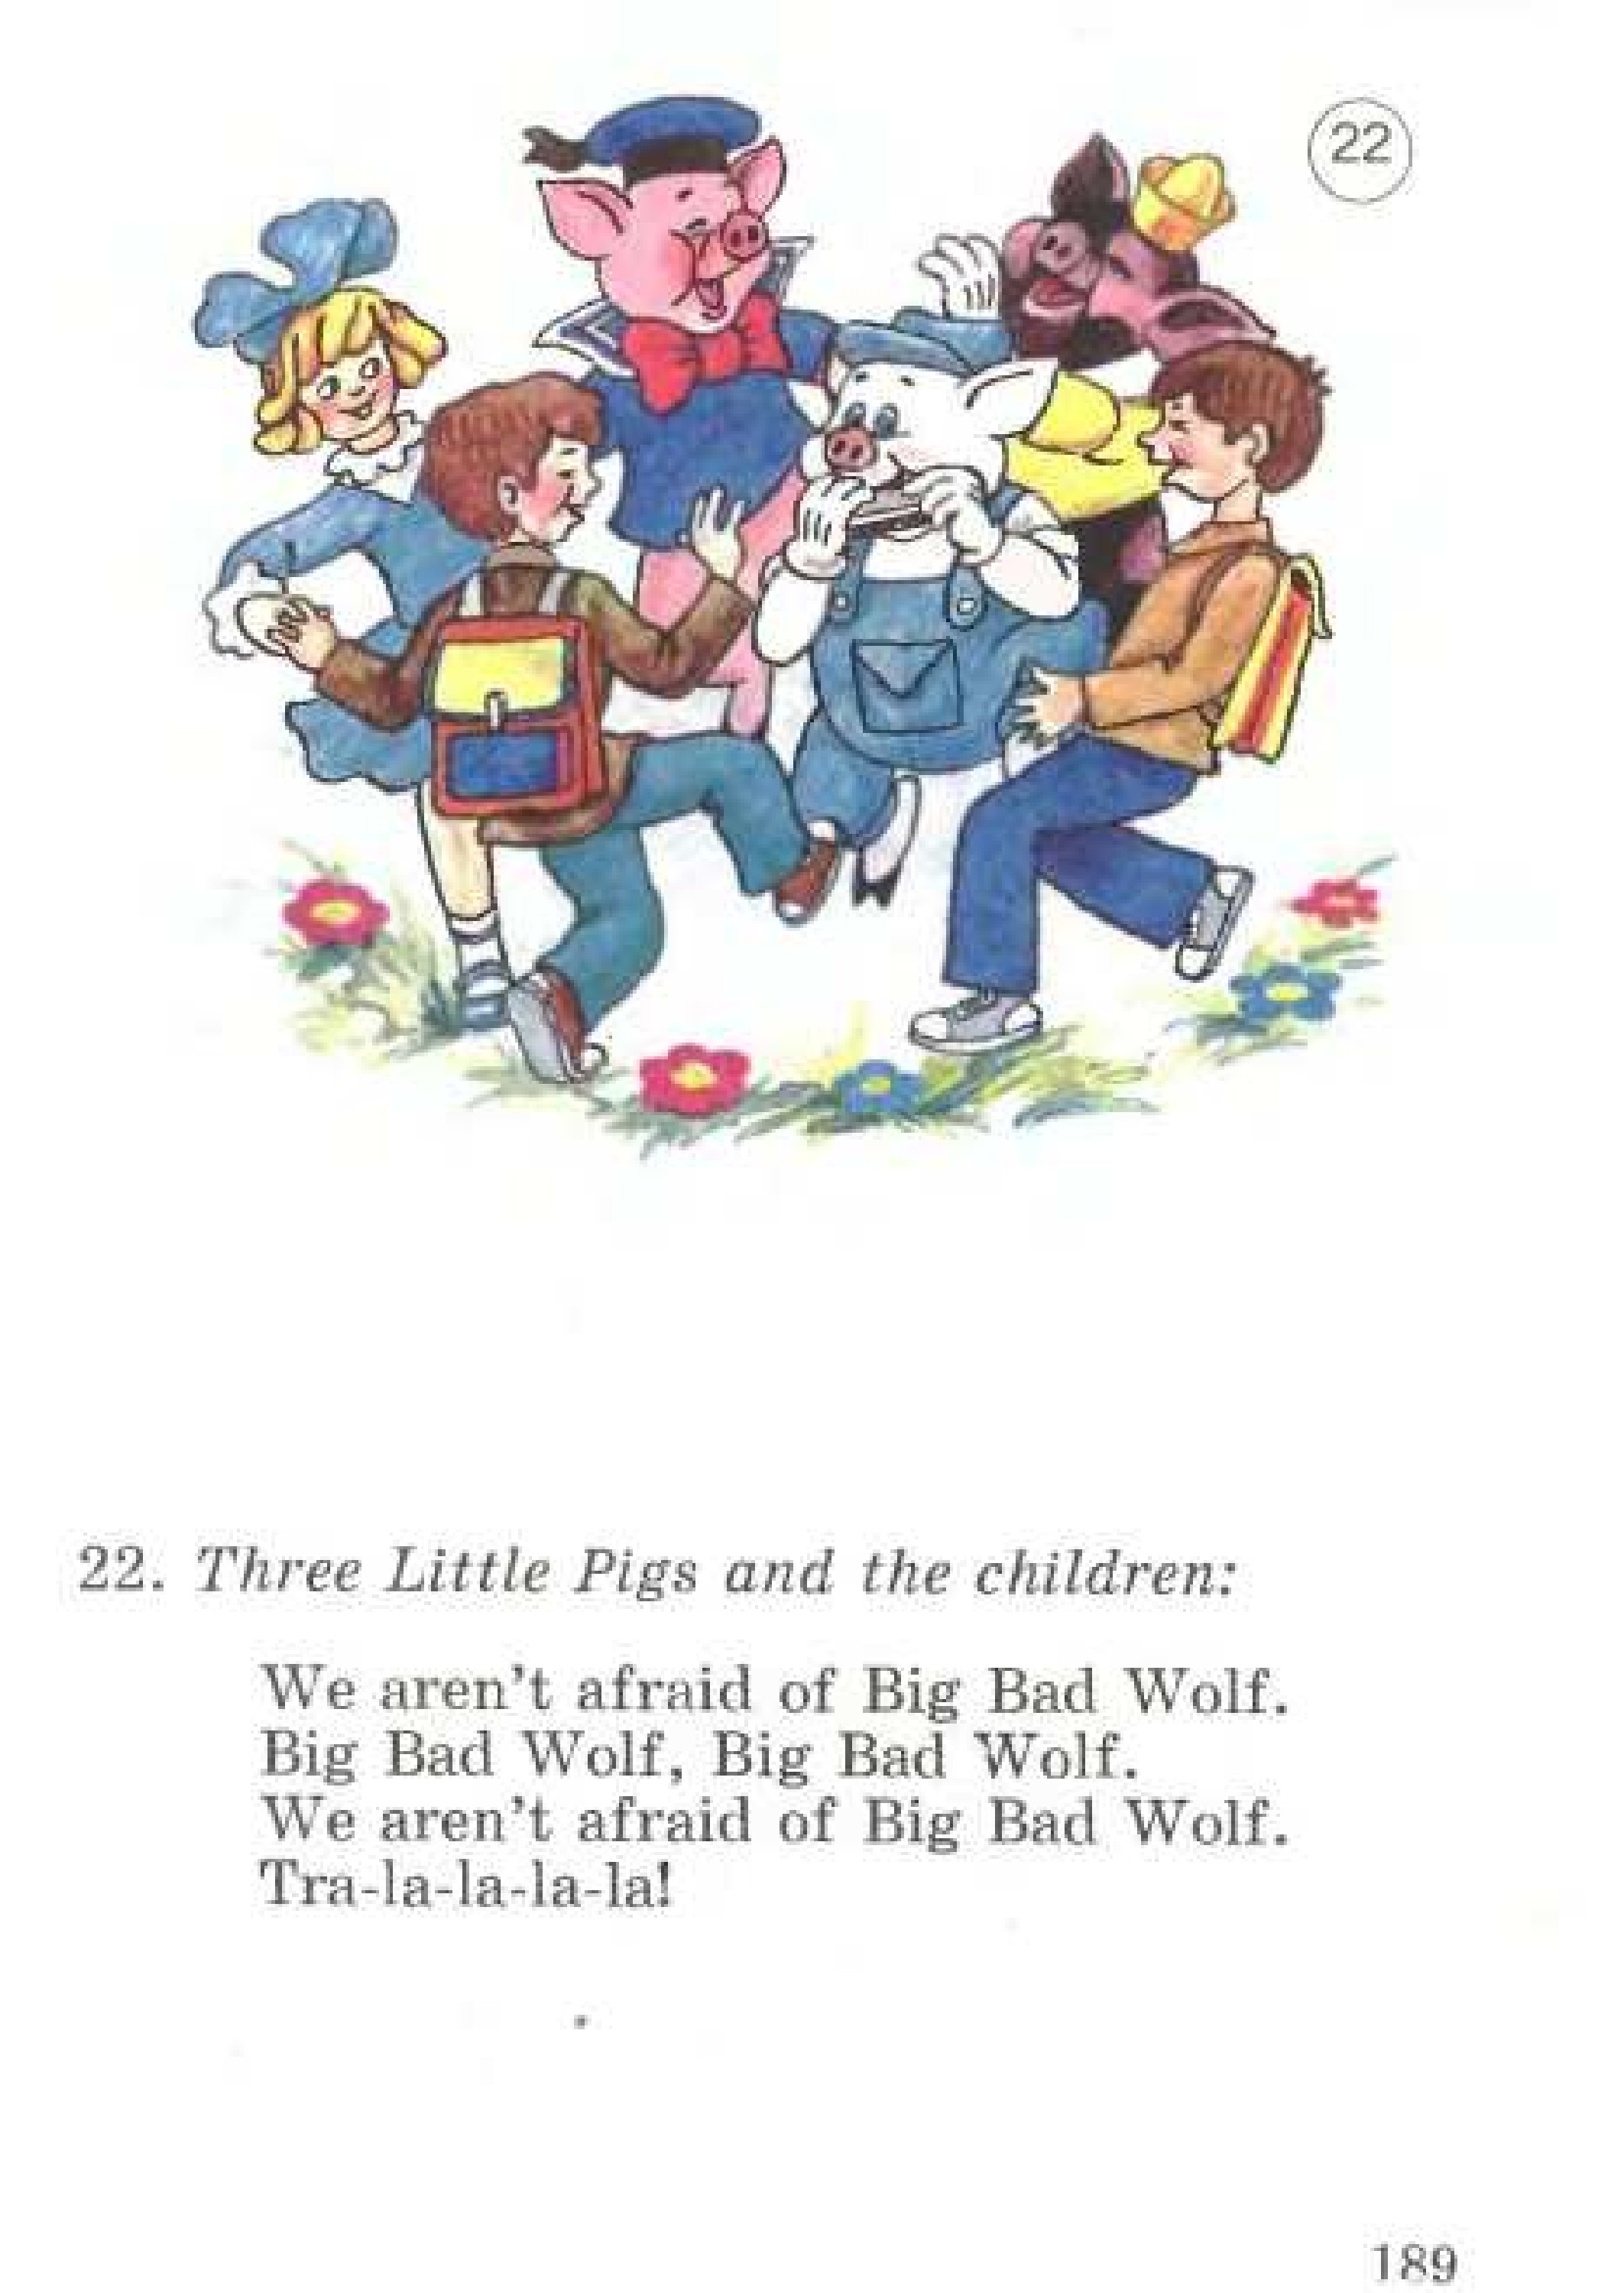 22
22. Three Little Pigs and the children:
We aren't afraid of Big Bad Wolf.
Big Bad Wolf, Big Bad Wolf.
We aren't afraid of Big Bad Wolf.
Tra-la-la-la-la!
189